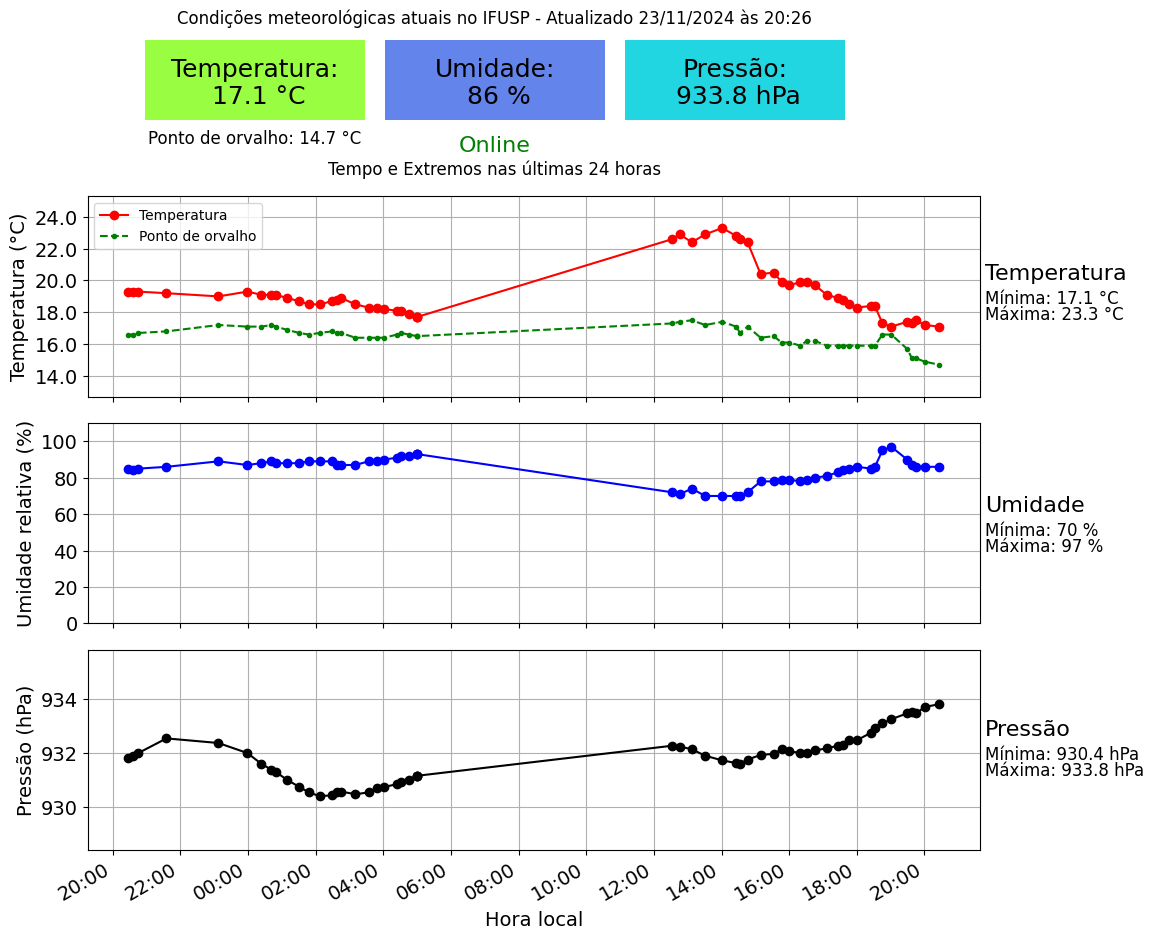 Condições meteorológicas atuais no IFUSP - Atualizado 23/11/2024 às 20:26
Temperatura:
17.1 °C
Umidade:
86 %
Pressão:
933.8 hPa
Ponto de orvalho: 14.7 °C
Online
Tempo e Extremos nas últimas 24 horas
Temperatura (°C)
24.0
22.0
20.0
18.0
16.0
14.0
Temperatura
Ponto de orvalho
Temperatura
Mínima: 17.1 °C
Máxima: 23.3 °C
Umidade relativa (%)
100
80
60
40
20
0
Umidade
Mínima: 70 %
Máxima: 97 %
Pressão (hPa)
934
932
930
Pressão
Mínima: 930.4 hPa
Máxima: 933.8 hPa
20:00
22:00
00:00
02:00
04:00
06:00
08:00
10:00
12:00
14:00
16:00
18:00
20:00
Hora local